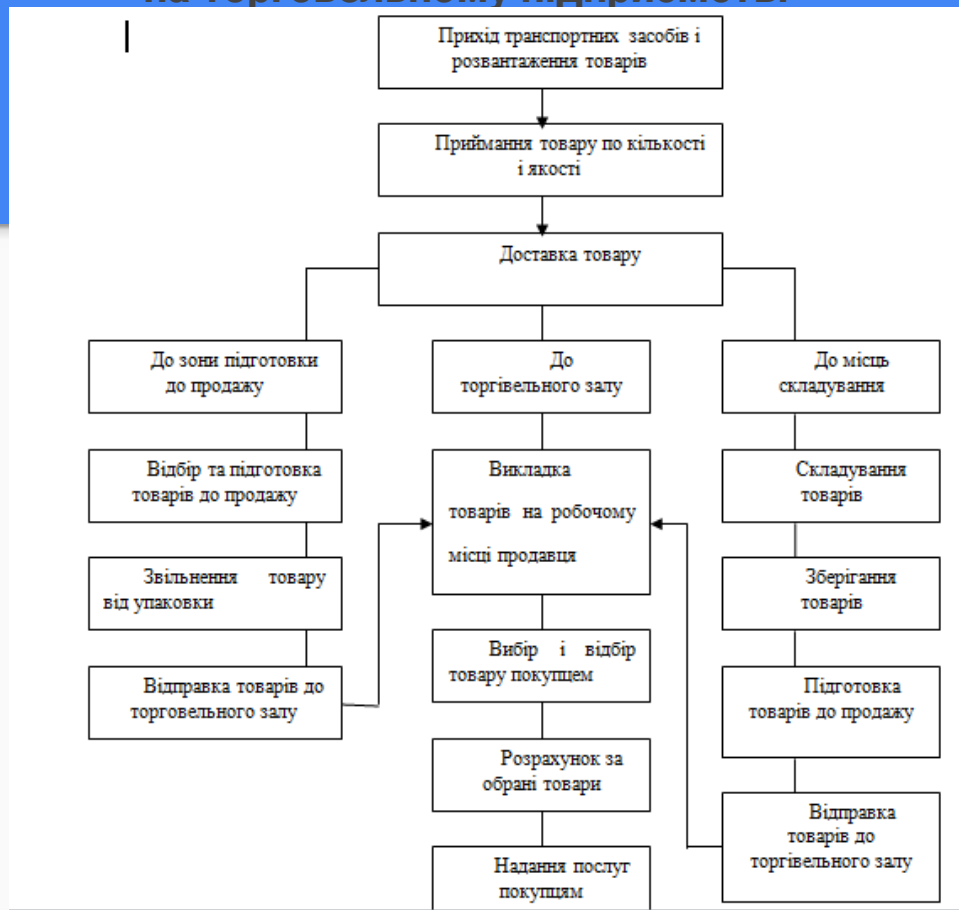 на торговельному підприємстві
Прихід транспортних засобів і
розвантаження товарів
Приймання товару по кількості
і якості
Доставка товару
До зони підготовки
до продажу
До
торгівельного залу
До місць
складування
Відбір та підготовка
товарів до продажу
Викладка
товарів на робочому
місці продавця
Складування
товарів
Звільнення товару
від упаковки
Зберігання
товарів
Вибір і відбір
товару покупцем
Відправка товарів до
торговельного залу
Підготовка
товарів до продажу
Розрахунок за
обрані товари
Відправка
товарів до
торгівельного залу
Надання послуг
покупцям